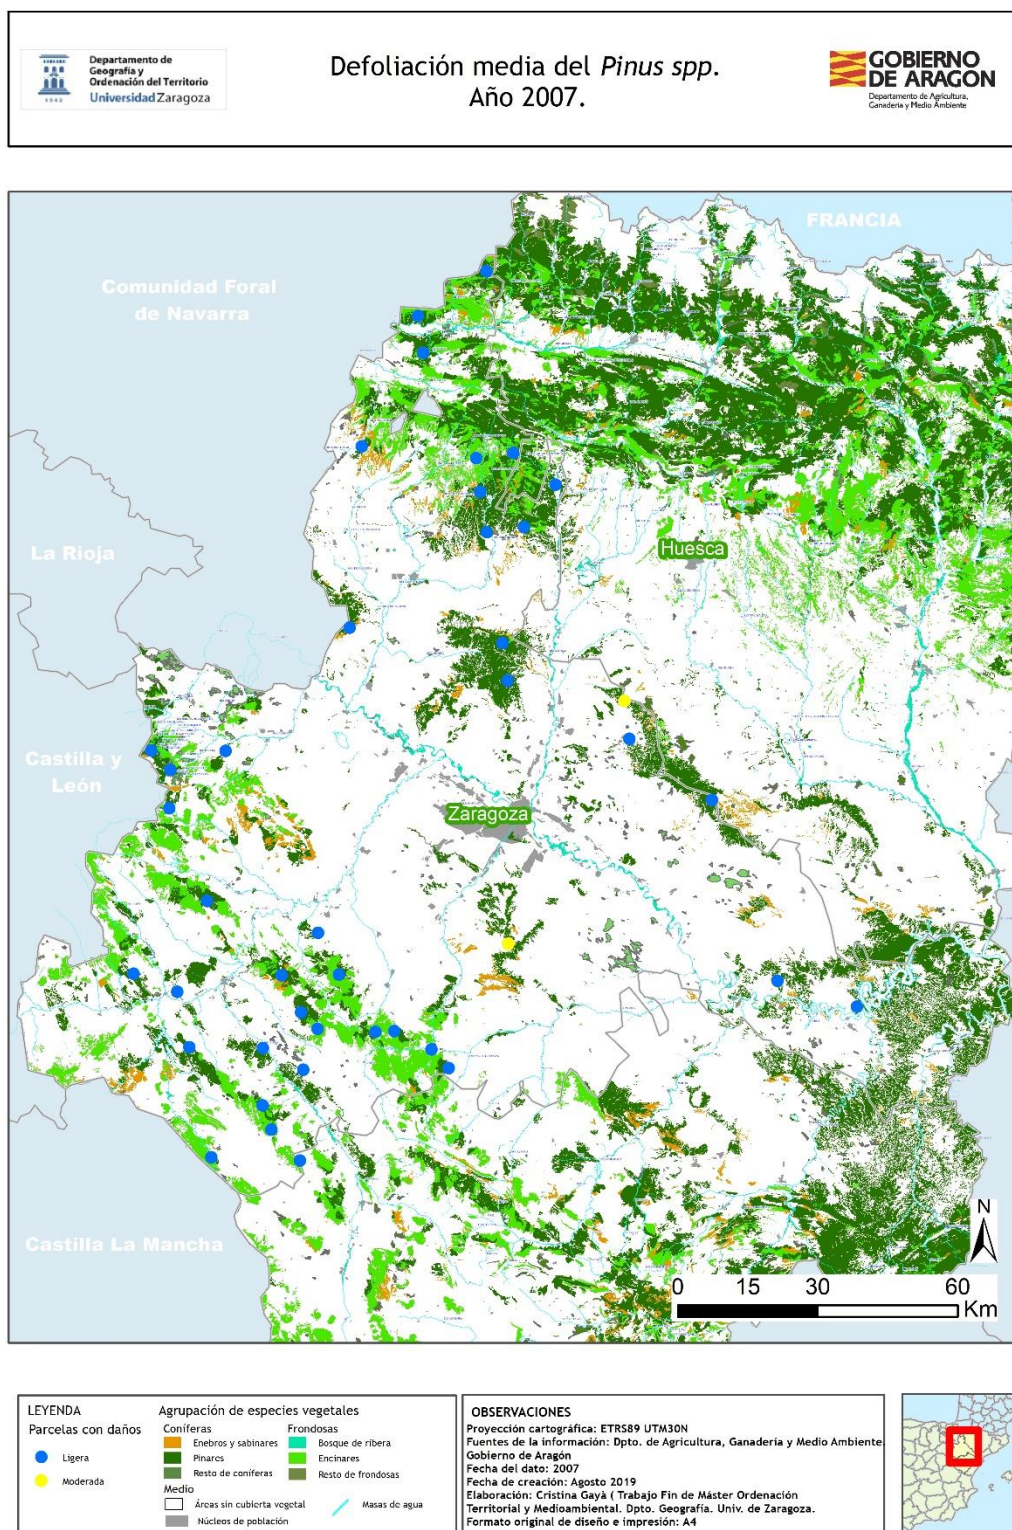 Departamento de
Geografía y
Ordenación del Territorio
Universidad Zaragoza
1542
Defoliación media del Pinus spp.
Año 2007.
GOBIERNO
DE ARAGON
Departamento de Agricultura,
Ganadería y Medio Ambiente
FRANCIA
Comunidad Foral
de Navarra
La Rioja
Huesca
Castilla y
León
Zaragoza
Castilla La Mancha
N
0 15 30 60
Km
LEYENDA
Parcelas con daños
Ligera
Moderada
Agrupación de especies vegetales
Coníferas
Enebros y sabinares
Pinares
Resto de coníferas
Frondosas
Bosque de ribera
Encinares
Resto de frondosas
Medio
Áreas sin cubierta vegetal
Masas de agua
Núcleos de población
OBSERVACIONES
Proyección cartográfica: ETRS89 UTM30N
Fuentes de la información: Dpto. de Agricultura, Ganadería y Medio Ambiente.
Gobierno de Aragón
Fecha del dato: 2007
Fecha de creación: Agosto 2019
Elaboración: Cristina Gayà ( Trabajo Fin de Máster Ordenación
Territorial y Medioambiental. Dpto. Geografía. Univ. de Zaragoza.
Formato original de diseño e impresión: A4